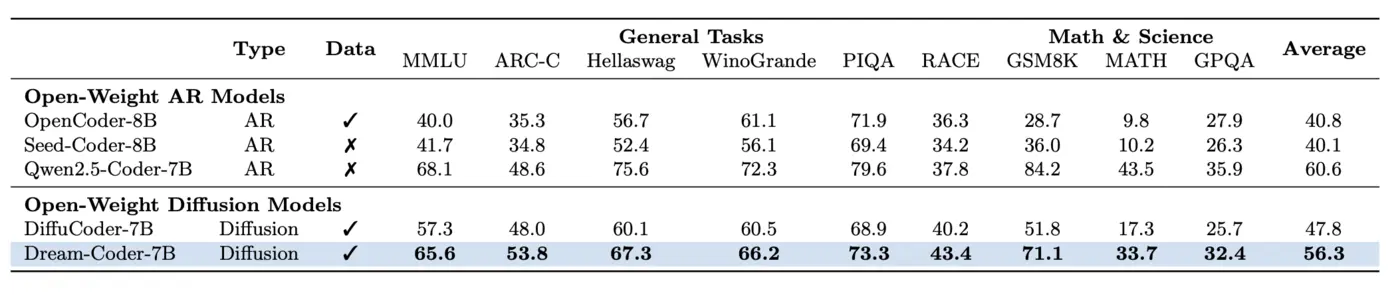 Type Data General Tasks Math & Science Average
MMLU ARC-C Hellaswag WinoGrande PIQA RACE GSM8K MATH GPQA
Open-Weight AR Models
OpenCoder-8B AR ✓ 40.0 35.3 56.7 61.1 71.9 36.3 28.7 9.8 27.9 40.8
Seed-Coder-8B AR ✗ 41.7 34.8 52.4 56.1 69.4 34.2 36.0 10.2 26.3 40.1
Qwen2.5-Coder-7B AR ✗ 68.1 48.6 75.6 72.3 79.6 37.8 84.2 43.5 35.9 60.6
Open-Weight Diffusion Models
DiffuCoder-7B Diffusion ✓ 57.3 48.0 60.1 60.5 68.9 40.2 51.8 17.3 25.7 47.8
Dream-Coder-7B Diffusion ✓ 65.6 53.8 67.3 66.2 73.3 43.4 71.1 33.7 32.4 56.3